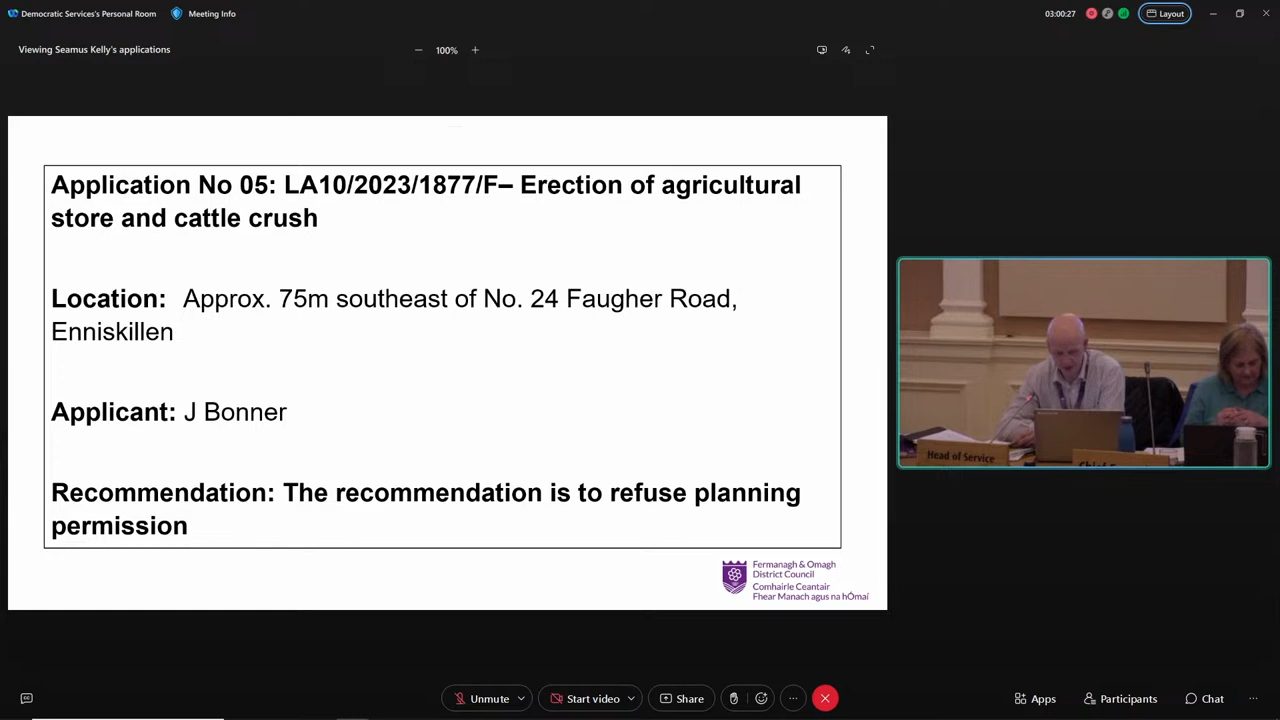 Democratic Services's Personal Room
Meeting Info
03:00:27
Layout
Viewing Seamus Kelly's applications
100%
Application No 05: LA10/2023/1877/F– Erection of agricultural
store and cattle crush
Location: Approx. 75m southeast of No. 24 Faugher Road,
Enniskillen
Applicant: J Bonner
Recommendation: The recommendation is to refuse planning
permission
Fermanagh & Omagh
District Council
Comhairle Ceantair
Fhear Manach agus na hÓmaí
Head of Service
Unmute
Start video
Share
Apps
Participants
Chat